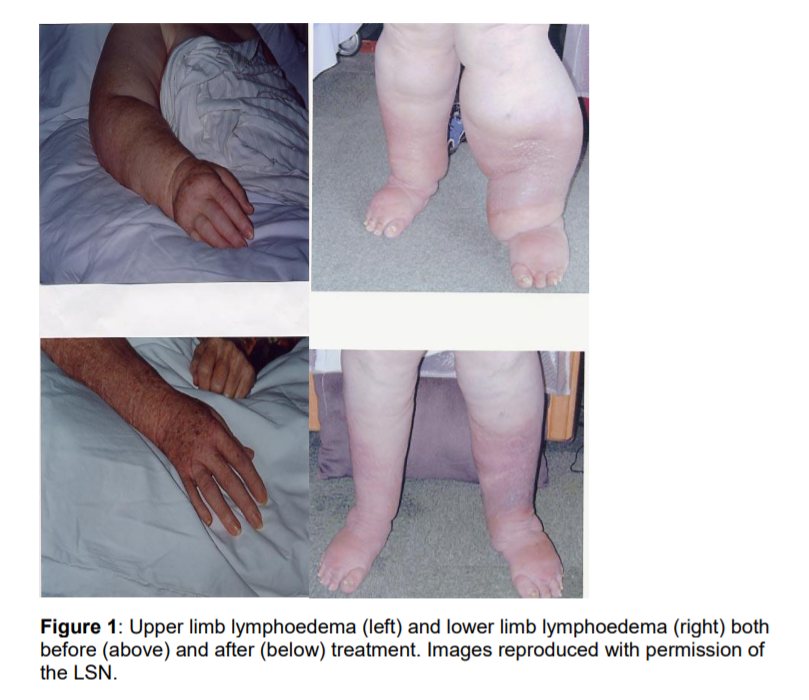 Figure 1: Upper limb lymphoedema (left) and lower limb lymphoedema (right) both
before (above) and after (below) treatment. Images reproduced with permission of
the LSN.